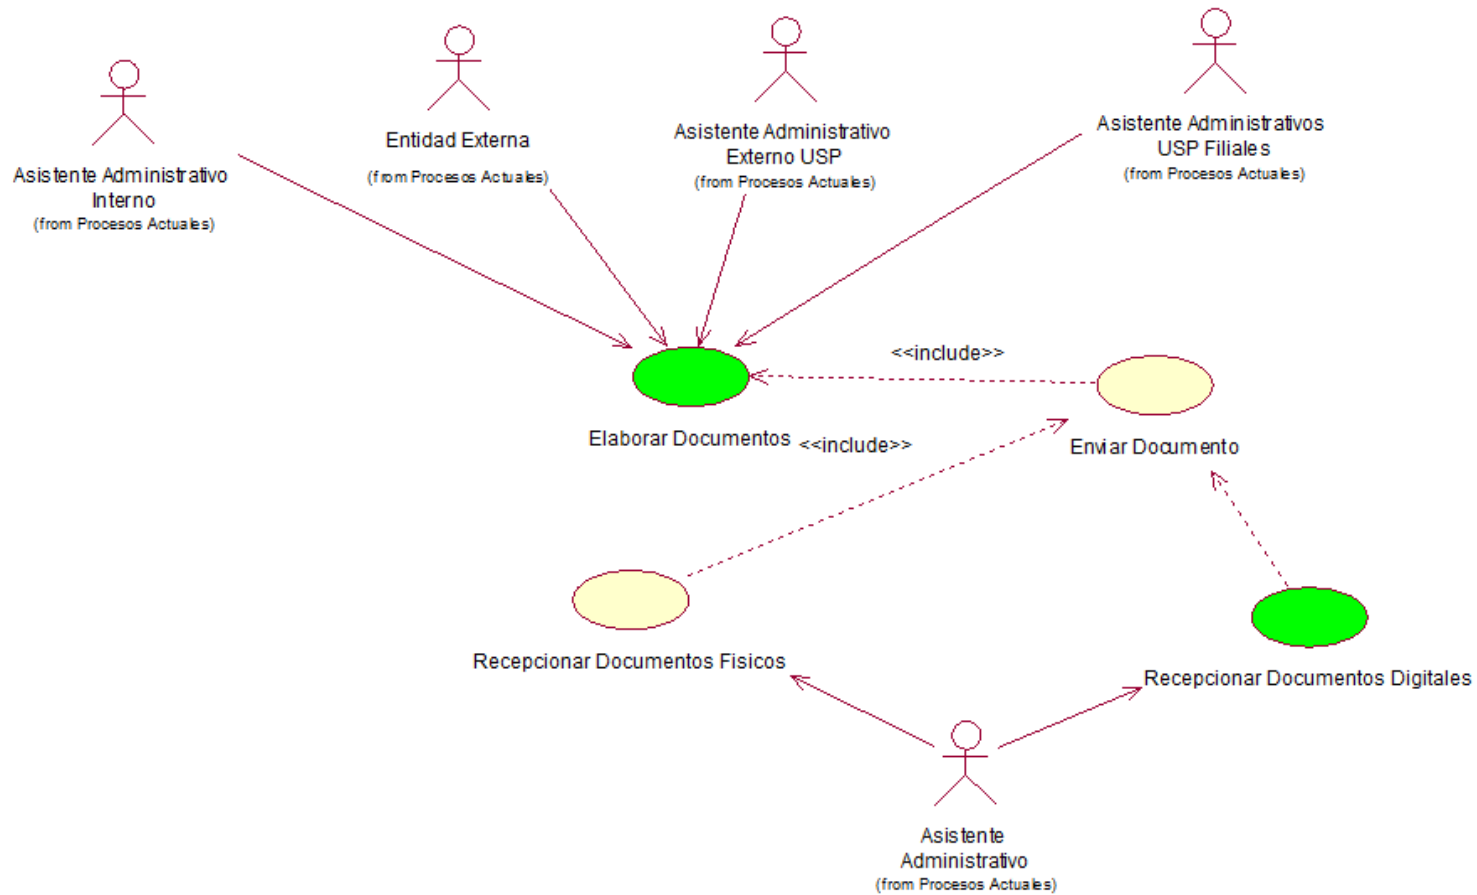 Asistente Administrativo
Interno
(from Procesos Actuales)
Entidad Externa
(from Procesos Actuales)
Asistente Administrativo
Externo USP
(from Procesos Actuales)
Asistente Administrativos
USP Filiales
(from Procesos Actuales)
<<include>>
Elaborar Documentos
<<include>>
Enviar Documento
Recepcionar Documentos Fisicos
Recepcionar Documentos Digitales
Asistente
Administrativo
(from Procesos Actuales)